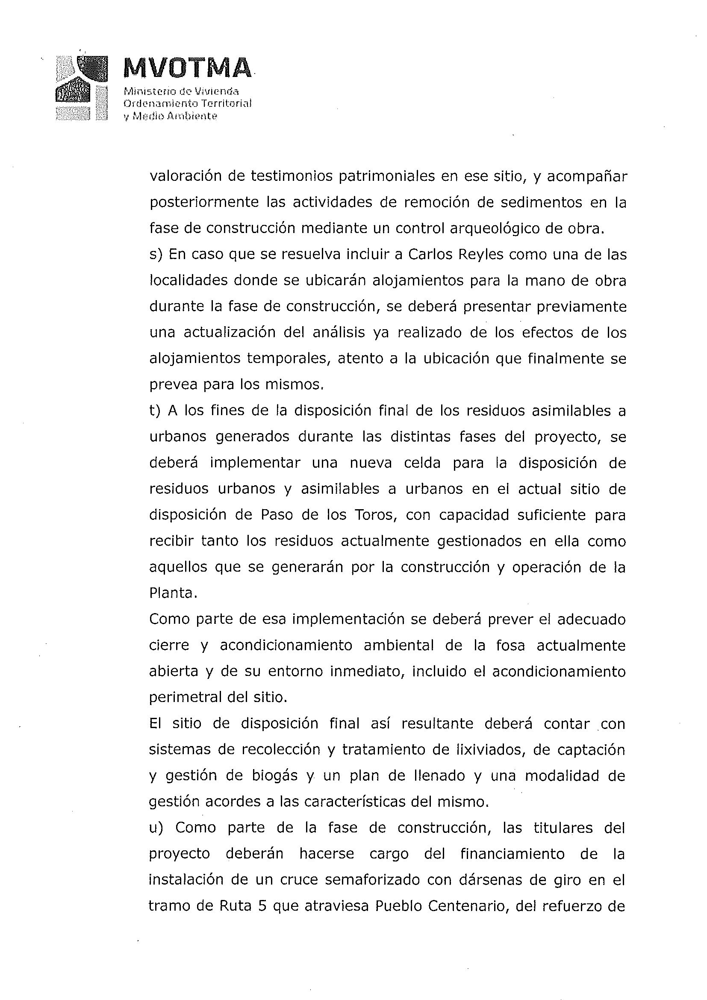 MVOTMA
Ministerio de Vivienda
Ordenamiento Territorial
y Medio Ambiente
valoración de testimonios patrimoniales en ese sitio, y acompañar
posteriormente las actividades de remoción de sedimentos en la
fase de construcción mediante un control arqueológico de obra.
s) En caso que se resuelva incluir a Carlos Reyles como una de las
localidades donde se ubicarán alojamientos para la mano de obra
durante la fase de construcción, se deberá presentar previamente
una actualización del análisis ya realizado de los efectos de los
alojamientos temporales, atento a la ubicación que finalmente se
prevea para los mismos.
t) A los fines de la disposición final de los residuos asimilables a
urbanos generados durante las distintas fases del proyecto, se
deberá implementar una nueva celda para la disposición de
residuos urbanos y asimilables a urbanos en el actual sitio de
disposición de Paso de los Toros, con capacidad suficiente para
recibir tanto los residuos actualmente gestionados en ella como
aquellos que se generarán por la construcción y operación de la
Planta.
Como parte de esa implementación se deberá prever el adecuado
cierre y acondicionamiento ambiental de la fosa actualmente
abierta y de su entorno inmediato, incluido el acondicionamiento
perimetral del sitio.
El sitio de disposición final así resultante deberá contar con
sistemas de recolección y tratamiento de lixiviados, de captación
y gestión de biogás y un plan de llenado y una modalidad de
gestión acordes a las características del mismo.
u) Como parte de la fase de construcción, las titulares del
proyecto deberán hacerse cargo del financiamiento de la
instalación de un cruce semaforizado con dársenas de giro en el
tramo de Ruta 5 que atraviesa Pueblo Centenario, del refuerzo de